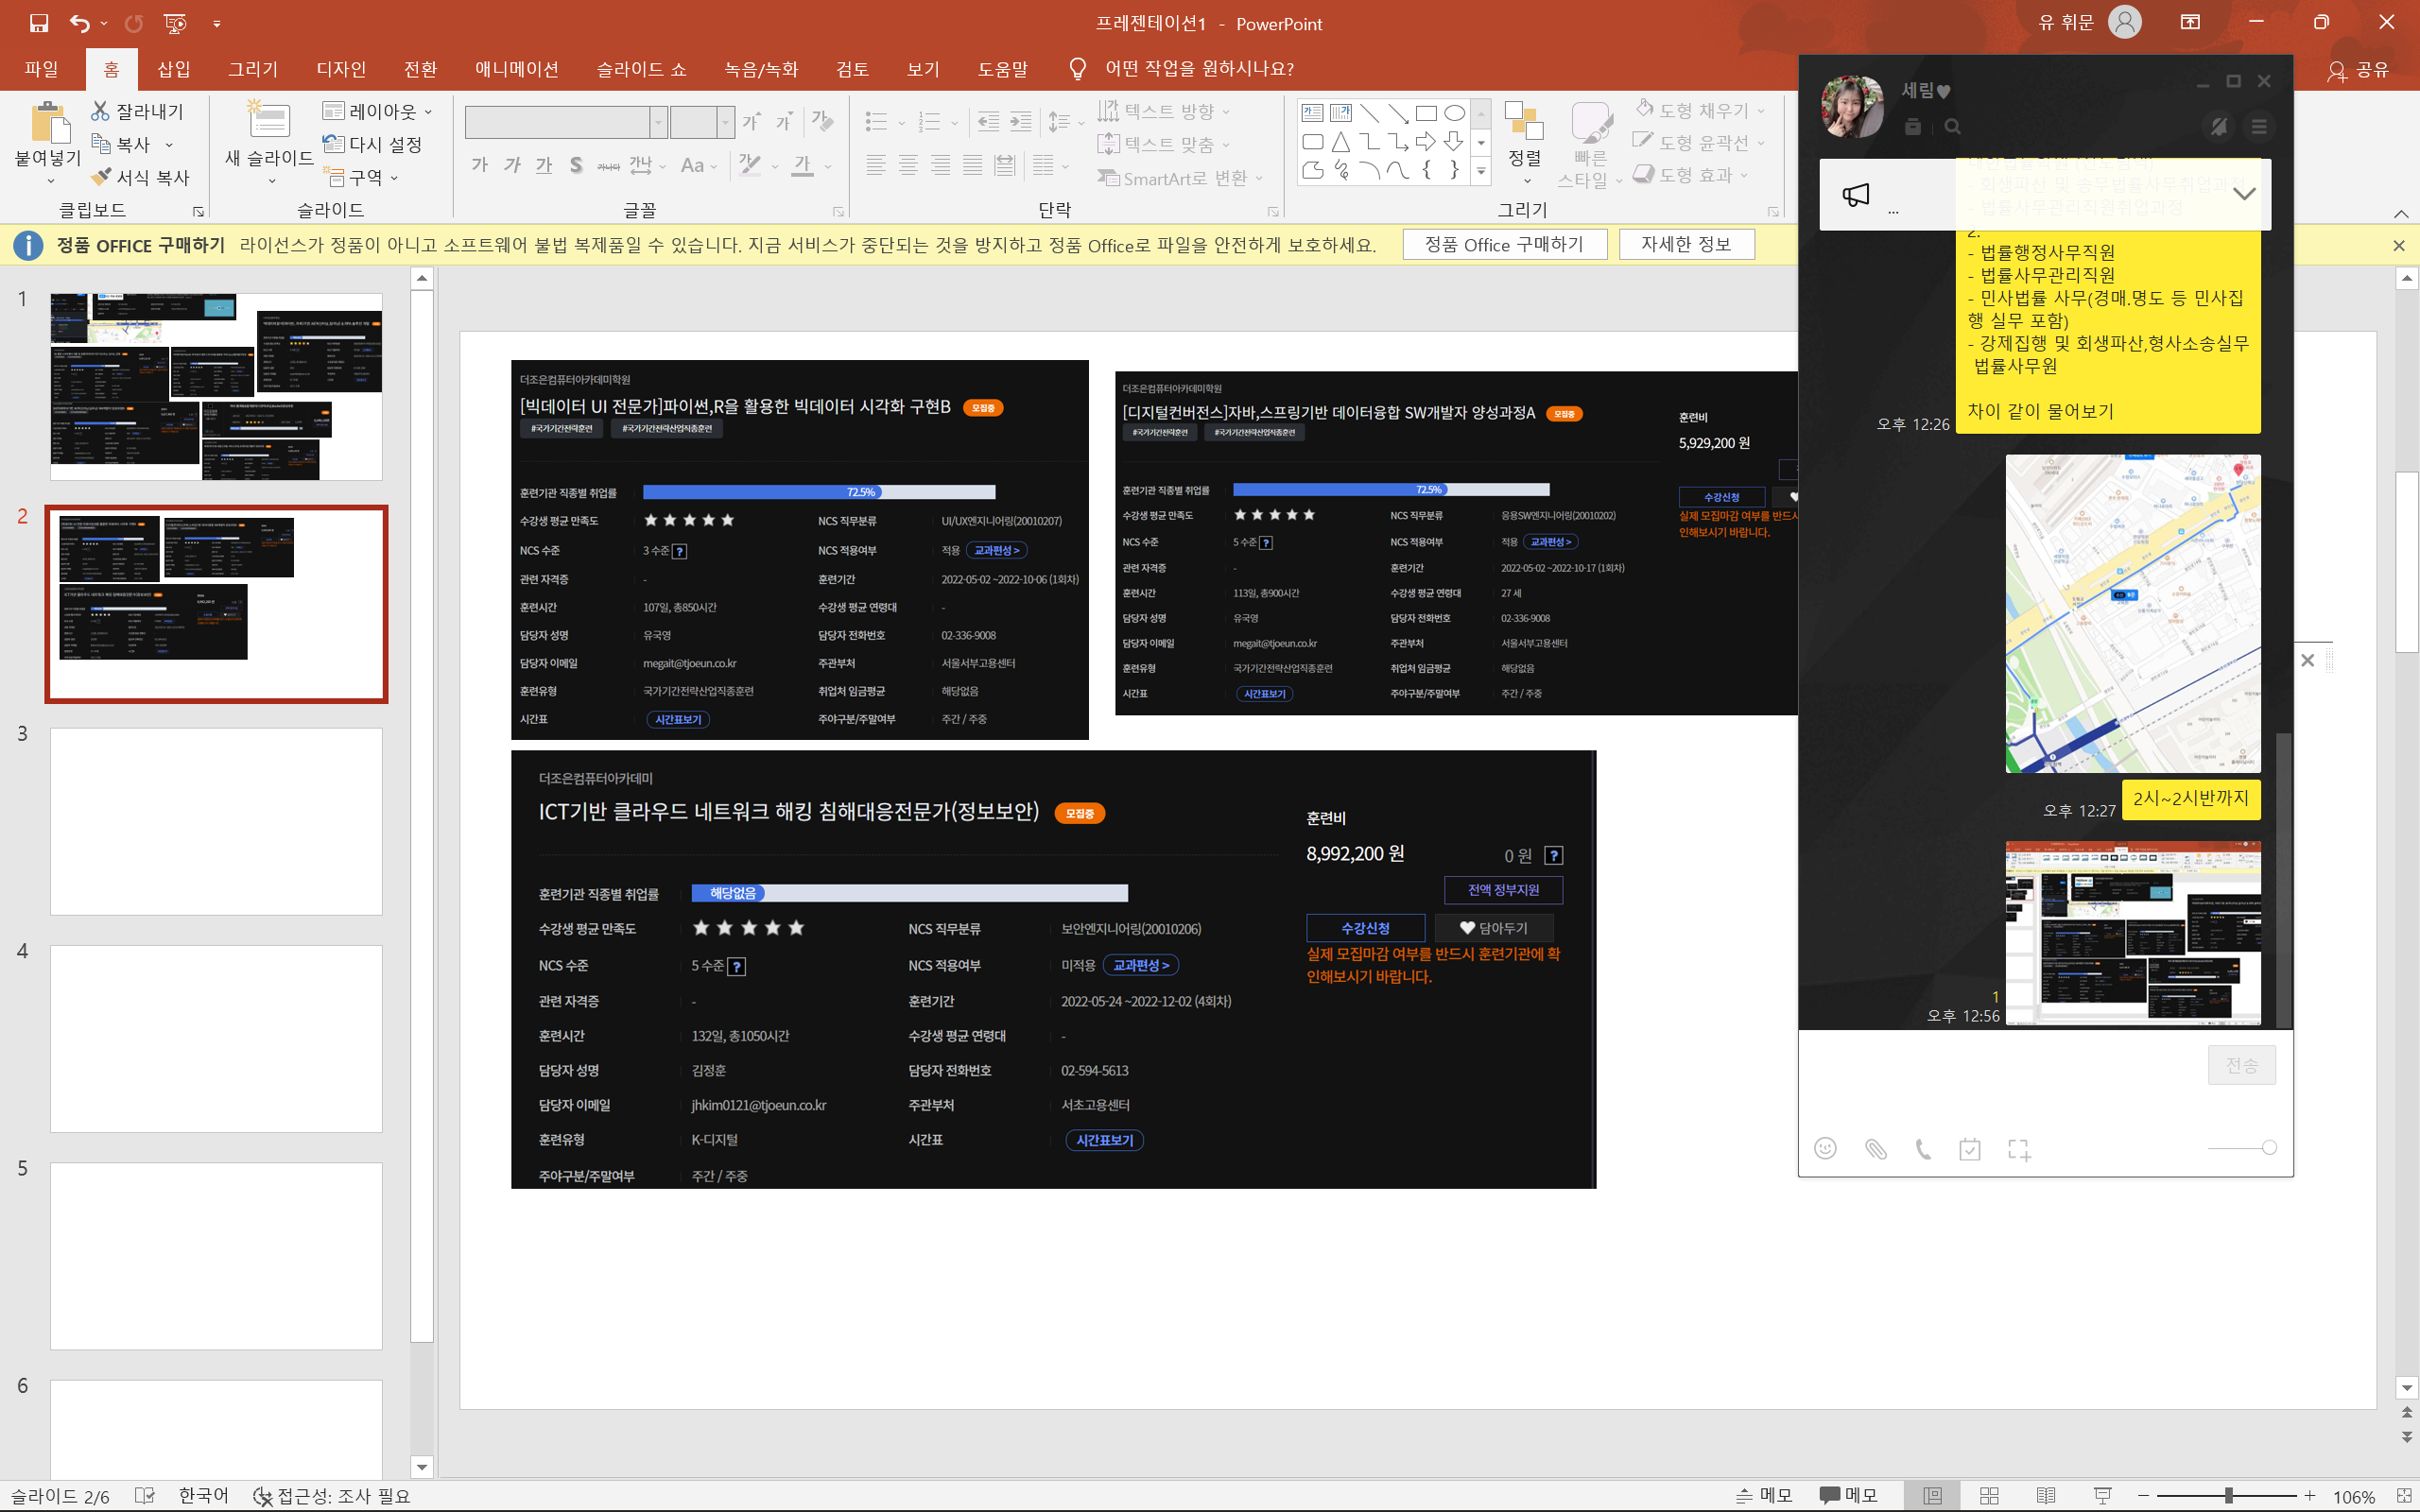 프레젠테이션1 - PowerPoint
유 휘문
파일 홈 삽입 그리기 디자인 전환 애니메이션 슬라이드 쇼 녹음/녹화 검토 보기 도움말 어떤 작업을 원하시나요?
공유
붙여넣기
잘라내기
복사
서식 복사
클립보드
새 슬라이드
레이아웃
다시 설정
구역
슬라이드
글꼴
텍스트 방향
텍스트 맞춤
SmartArt로 변환
단락
정렬
빠른
스타일
도형 채우기
도형 윤곽선
도형 효과
그리기
정품 OFFICE 구매하기 라이선스가 정품이 아니고 소프트웨어 불법 복제품일 수 있습니다. 지금 서비스가 중단되는 것을 방지하고 정품 Office로 파일을 안전하게 보호하세요.
정품 Office 구매하기
자세한 정보
1
2
3
4
5
6
더조은컴퓨터아카데미학원
[빅데이터 UI 전문가]파이썬,R을 활용한 빅데이터 시각화 구현B 모집중
#국가기간전략훈련 #국가기간전략산업직종훈련
훈련기관 직종별 취업률 72.5%
수강생 평균 만족도 NCS 직무분류 UI/UX엔지니어링(20010207)
NCS 수준 3 수준 ? NCS 적용여부 적용 교과편성 >
관련 자격증 - 훈련기간 2022-05-02 ~2022-10-06 (1회차)
훈련시간 107일, 총850시간 수강생 평균 연령대 -
담당자 성명 유국영 담당자 전화번호 02-336-9008
담당자 이메일 megait@tjoeun.co.kr 주관부처 서울서부고용센터
훈련유형 국가기간전략산업직종훈련 취업처 임금평균 해당없음
시간표 시간표보기 주야구분/주말여부 주간 / 주중
더조은컴퓨터아카데미학원
[디지털컨버전스]자바,스프링기반 데이터융합 SW개발자 양성과정A 모집중
#국가기간전략훈련 #국가기간전략산업직종훈련
훈련비
5,929,200 원
훈련기관 직종별 취업률 72.5%
수강신청
수강생 평균 만족도 NCS 직무분류 응용SW엔지니어링(20010202)
실제 모집마감 여부를 반드시
인해보시기 바랍니다.
NCS 수준 5 수준 ? NCS 적용여부 적용 교과편성 >
관련 자격증 - 훈련기간 2022-05-02 ~2022-10-17 (1회차)
훈련시간 113일, 총900시간 수강생 평균 연령대 27 세
담당자 성명 유국영 담당자 전화번호 02-336-9008
담당자 이메일 megait@tjoeun.co.kr 주관부처 서울서부고용센터
훈련유형 국가기간전략산업직종훈련 취업처 임금평균 해당없음
시간표 시간표보기 주야구분/주말여부 주간 / 주중
더조은컴퓨터아카데미
ICT기반 클라우드 네트워크 해킹 침해대응전문가(정보보안) 모집중
훈련비
8,992,200 원 0 원 ?
전액 정부지원
수강신청 담아두기
실제 모집마감 여부를 반드시 훈련기관에 확
인해보시기 바랍니다.
훈련기관 직종별 취업률 해당없음
수강생 평균 만족도 NCS 직무분류 보안엔지니어링(20010206)
NCS 수준 5 수준 ? NCS 적용여부 미적용 교과편성 >
관련 자격증 - 훈련기간 2022-05-24 ~2022-12-02 (4회차)
훈련시간 132일, 총1050시간 수강생 평균 연령대 -
담당자 성명 김정훈 담당자 전화번호 02-594-5613
담당자 이메일 jhkim0121@tjoeun.co.kr 주관부처 서초고용센터
훈련유형 K-디지털 시간표 시간표보기
주야구분/주말여부 주간 / 주중
세림♥
...
- 회생파산 및 송무법률사무취업과정
- 법률사무관리직원취업과정
2.
- 법률행정사무직원
- 법률사무관리직원
- 민사법률 사무(경매.명도 등 민사집
행 실무 포함)
- 강제집행 및 회생파산,형사소송실무
법률사무원
차이 같이 물어보기
오후 12:26
2시~2시반까지
오후 12:27
1
오후 12:56
전송
슬라이드 2/6 한국어 접근성: 조사 필요
메모 메모 106%